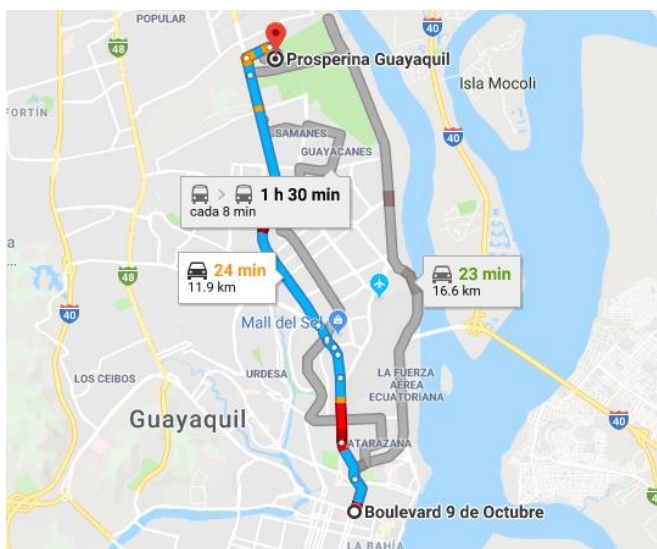 POPULAR
48
Prosperina Guayaquil
40
Isla Mocoli
FORTÍN
SAMANES
GUAYACANES
40
1 h 30 min
cada 8 min
24 min
11.9 km
23 min
16.6 km
48
40
Mall del Sol
URDESA
LOS CEIBOS
LA FUERZA
AÉREA
ECUATORIANA
40
Guayaquil
ATARAZANA
Boulevard 9 de Octubre
LA BAHÍA